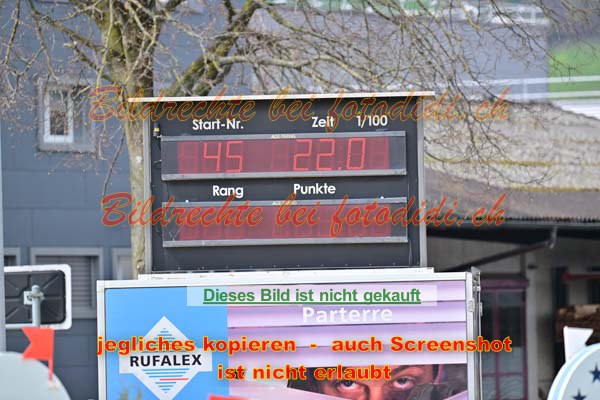 Bildrechte bei fotodidi.ch
Start-Nr. Zeit 1/100
45 22.0
Rang Punkte
Bildrechte bei fotodidi.ch
Dieses Bild ist nicht gekauft
Parterre
jegliches kopieren - auch Screenshot
RUFALEX
ist nicht erlaubt